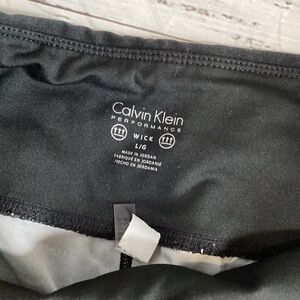 Calvin Klein
PERFORMANCE
WICK
L/G
MADE IN JORDAN
FABRIQUÉ EN JORDANIE
HECHO EN JORDANIA